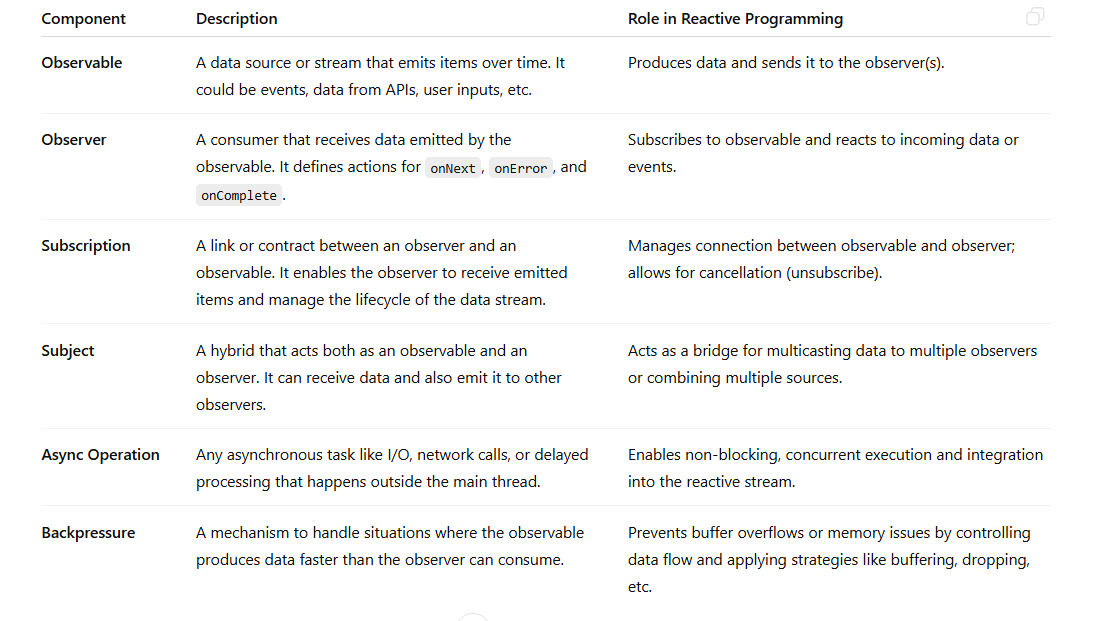 Component Description Role in Reactive Programming
Observable A data source or stream that emits items over time. It Produces data and sends it to the observer(s).
could be events, data from APIs, user inputs, etc.
Observer A consumer that receives data emitted by the Subscribes to observable and reacts to incoming data or
observable. It defines actions for onNext , onError , and events.
onComplete .
Subscription A link or contract between an observer and an Manages connection between observable and observer;
observable. It enables the observer to receive emitted allows for cancellation (unsubscribe).
items and manage the lifecycle of the data stream.
Subject A hybrid that acts both as an observable and an Acts as a bridge for multicasting data to multiple observers
observer. It can receive data and also emit it to other or combining multiple sources.
observers.
Async Operation Any asynchronous task like I/O, network calls, or delayed Enables non-blocking, concurrent execution and integration
processing that happens outside the main thread. into the reactive stream.
Backpressure A mechanism to handle situations where the observable Prevents buffer overflows or memory issues by controlling
produces data faster than the observer can consume. data flow and applying strategies like buffering, dropping,
etc.